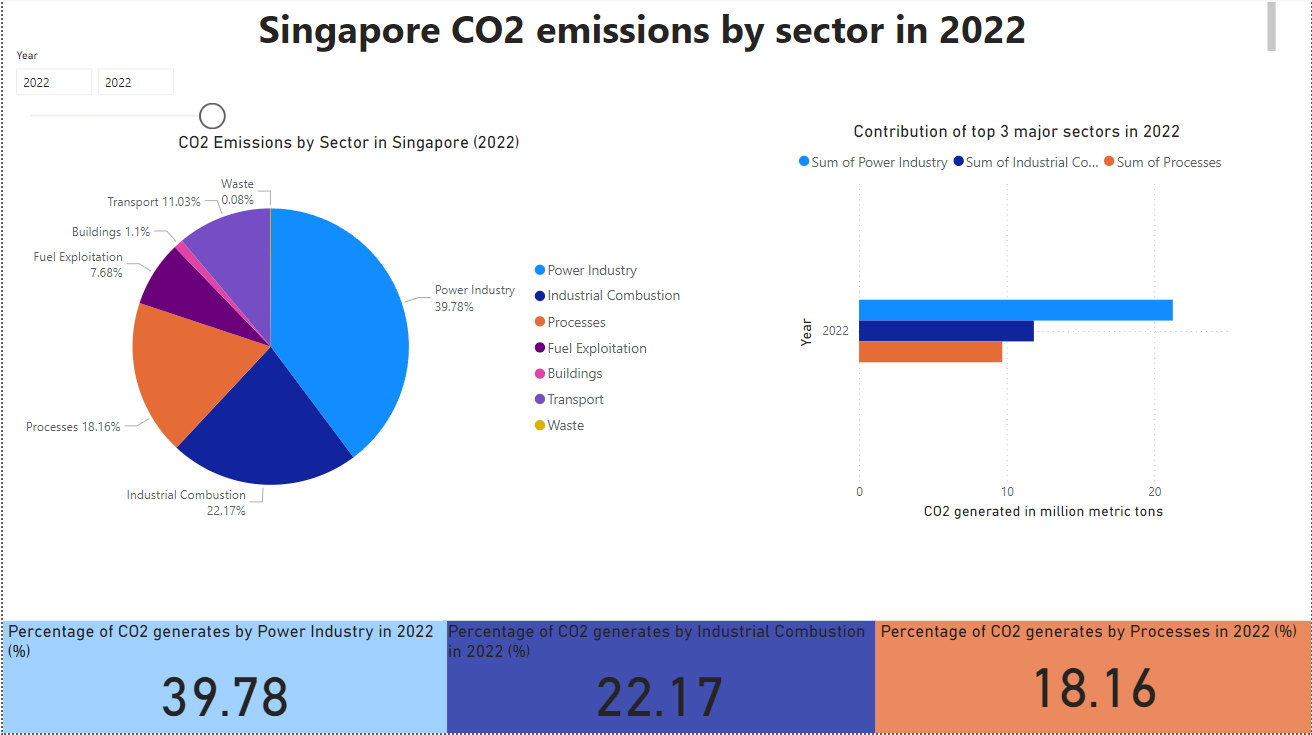 Singapore CO2 emissions by sector in 2022
Year
2022
2022
CO2 Emissions by Sector in Singapore (2022)
Waste
0.08%
Transport 11.03%
Buildings 1.1%
Fuel Exploitation
7.68%
Power Industry
39.78%
Processes 18.16%
Industrial Combustion
22.17%
Power Industry
Industrial Combustion
Processes
Fuel Exploitation
Buildings
Transport
Waste
Contribution of top 3 major sectors in 2022
Sum of Power Industry
Sum of Industrial Co...
Sum of Processes
Year
2022
0
10
20
CO2 generated in million metric tons
Percentage of CO2 generates by Power Industry in 2022
(%)
39.78
Percentage of CO2 generates by Industrial Combustion
in 2022 (%)
22.17
Percentage of CO2 generates by Processes in 2022 (%)
18.16